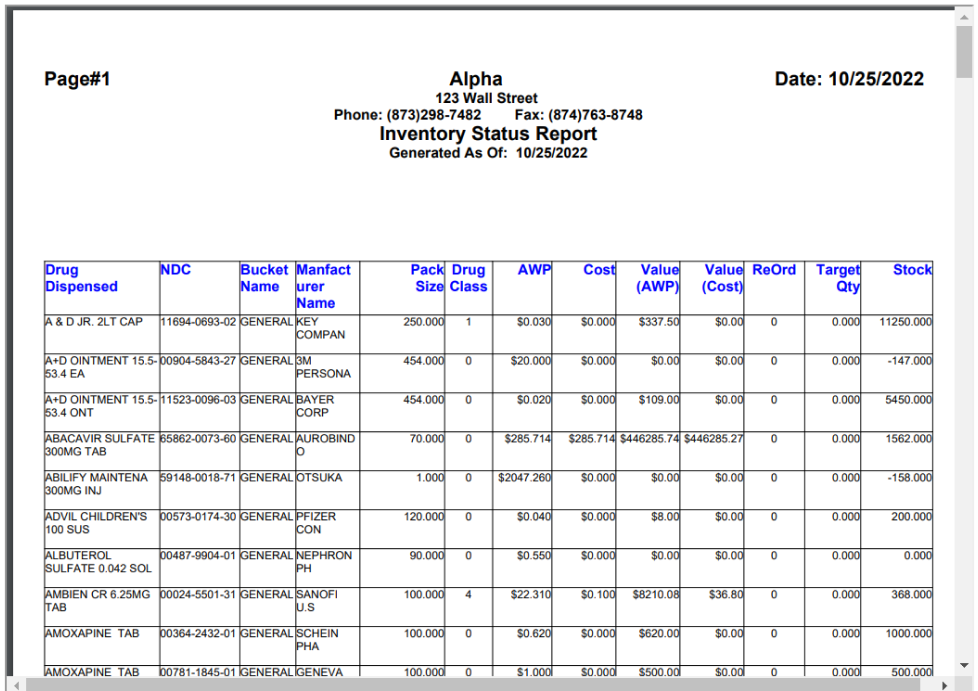 Page#1 Alpha Date: 10/25/2022
123 Wall Street
Phone: (873)298-7482 Fax: (874)763-8748
Inventory Status Report
Generated As Of: 10/25/2022
Drug NDC Bucket Manfact Pack Drug AWP Cost Value Value ReOrd Target Stock
Dispensed Name urer Size Class (AWP) (Cost) Qty
Name
A & D JR. 2LT CAP 11694-0693-02 GENERAL KEY 250.000 1 $0.030 $0.000 $337.50 $0.00 0 0.000 11250.000
COMPAN
A+D OINTMENT 15.5- 00904-5843-27 GENERAL 3M 454.000 0 $20.000 $0.000 $0.00 $0.00 0 0.000 -147.000
53.4 EA PERSONA
A+D OINTMENT 15.5- 11523-0096-03 GENERAL BAYER 454.000 0 $0.020 $0.000 $109.00 $0.00 0 0.000 5450.000
53.4 ONT CORP
ABACAVIR SULFATE 65862-0073-60 GENERAL AUROBIND 70.000 0 $285.714 $285.714 $446285.74 $446285.27 0 0.000 1562.000
300MG TAB O
ABILIFY MAINTENA 59148-0018-71 GENERAL OTSUKA 1.000 0 $2047.260 $0.000 $0.00 $0.00 0 0.000 -158.000
300MG INJ
ADVIL CHILDREN'S 00573-0174-30 GENERAL PFIZER 120.000 0 $0.040 $0.000 $8.00 $0.00 0 0.000 200.000
100 SUS CON
ALBUTEROL 00487-9904-01 GENERAL NEPHRON 90.000 0 $0.550 $0.000 $0.00 $0.00 0 0.000 0.000
SULFATE 0.042 SOL PH
AMBIEN CR 6.25MG 00024-5501-31 GENERAL SANOFI 100.000 4 $22.310 $0.100 $8210.08 $36.80 0 0.000 368.000
TAB U.S
AMOXAPINE TAB 00364-2432-01 GENERAL SCHEIN 100.000 0 $0.620 $0.000 $620.00 $0.00 0 0.000 1000.000
PHA
AMOXAPINE TAB 00781-1845-01 GENERAL GENEVA 100.000 0 $1.000 $0.000 $500.00 $0.00 0 0.000 500.000